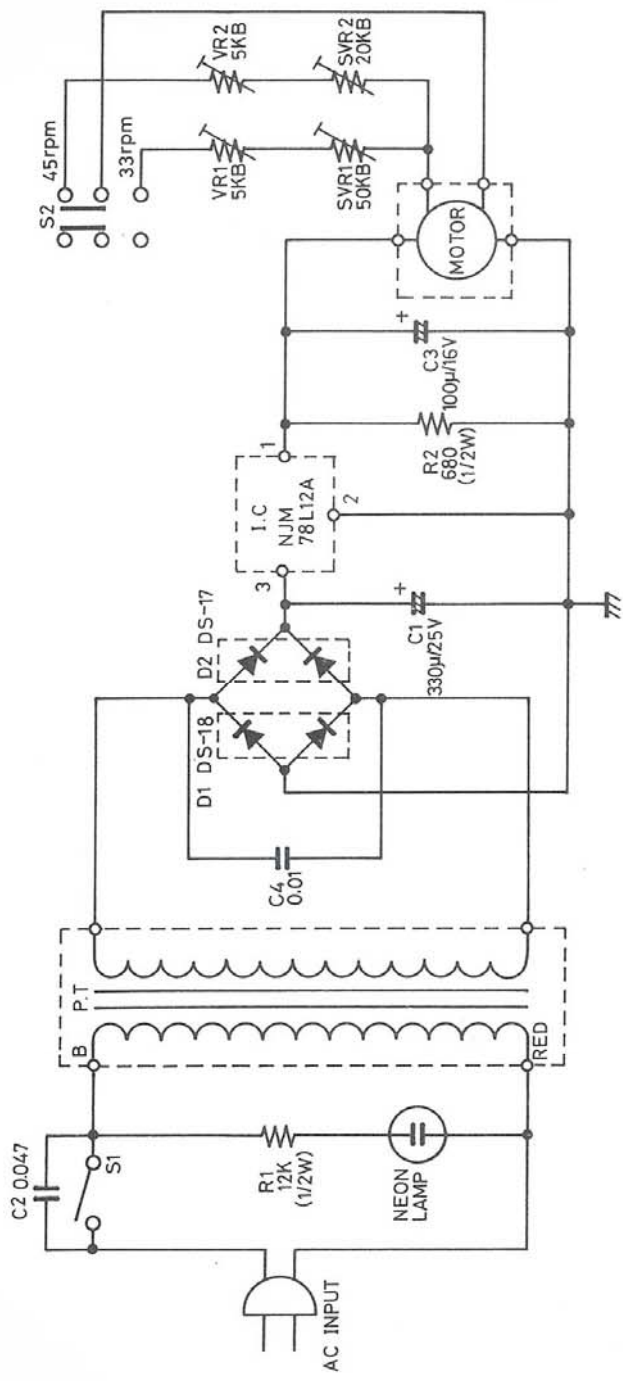 C2 0.047
S1
R1
12K
(1/2W)
NEON
LAMP
AC INPUT
B
P.T
RED
C4
0.01
D1 DS-18
D2 DS-17
3
I.C
NJM
78L12A
1
2
C1
330µ/25V
+
R2
680
(1/2W)
C3
100µ/16V
+
MOTOR
S2
45rpm
33rpm
VR1
5KB
VR2
5KB
SVR1
50KB
SVR2
20KB